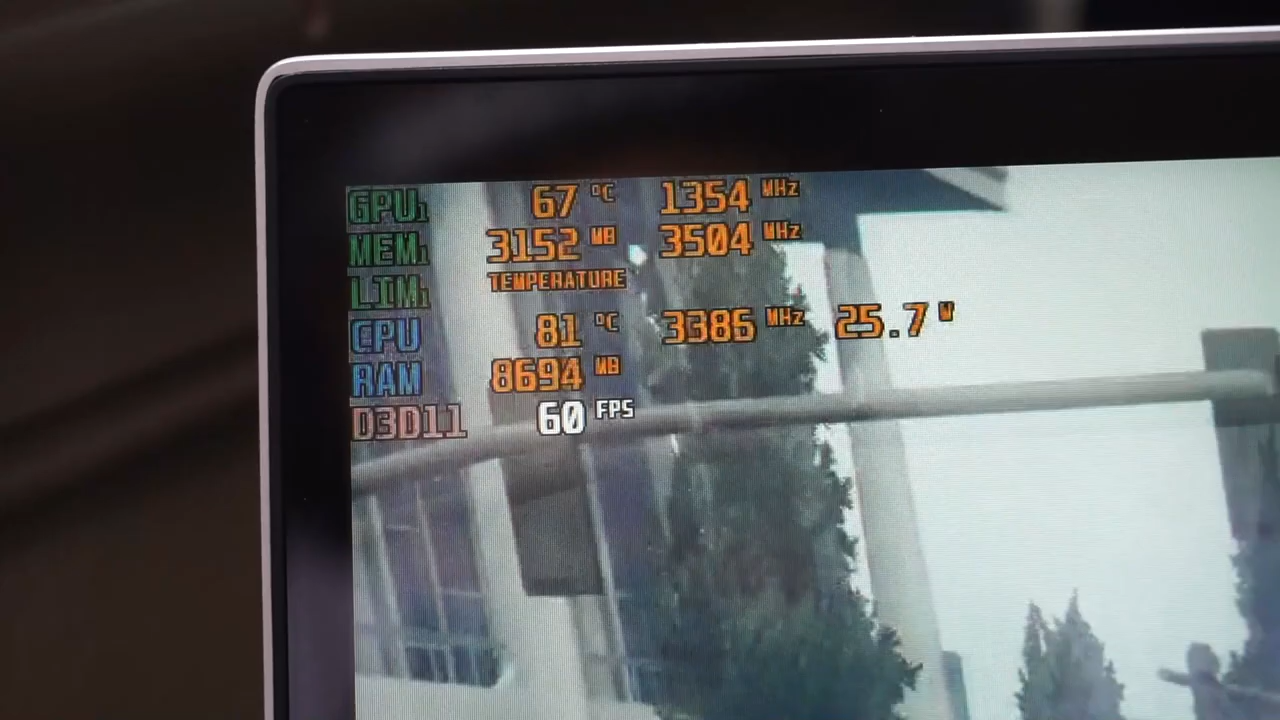 GPU1 67 °C 1354 MHz
MEM1 3152 MB 3504 MHz
LIM1 TEMPERATURE
CPU 81 °C 3386 MHz 25.7 W
RAM 8694 MB
D3D11 60 FPS